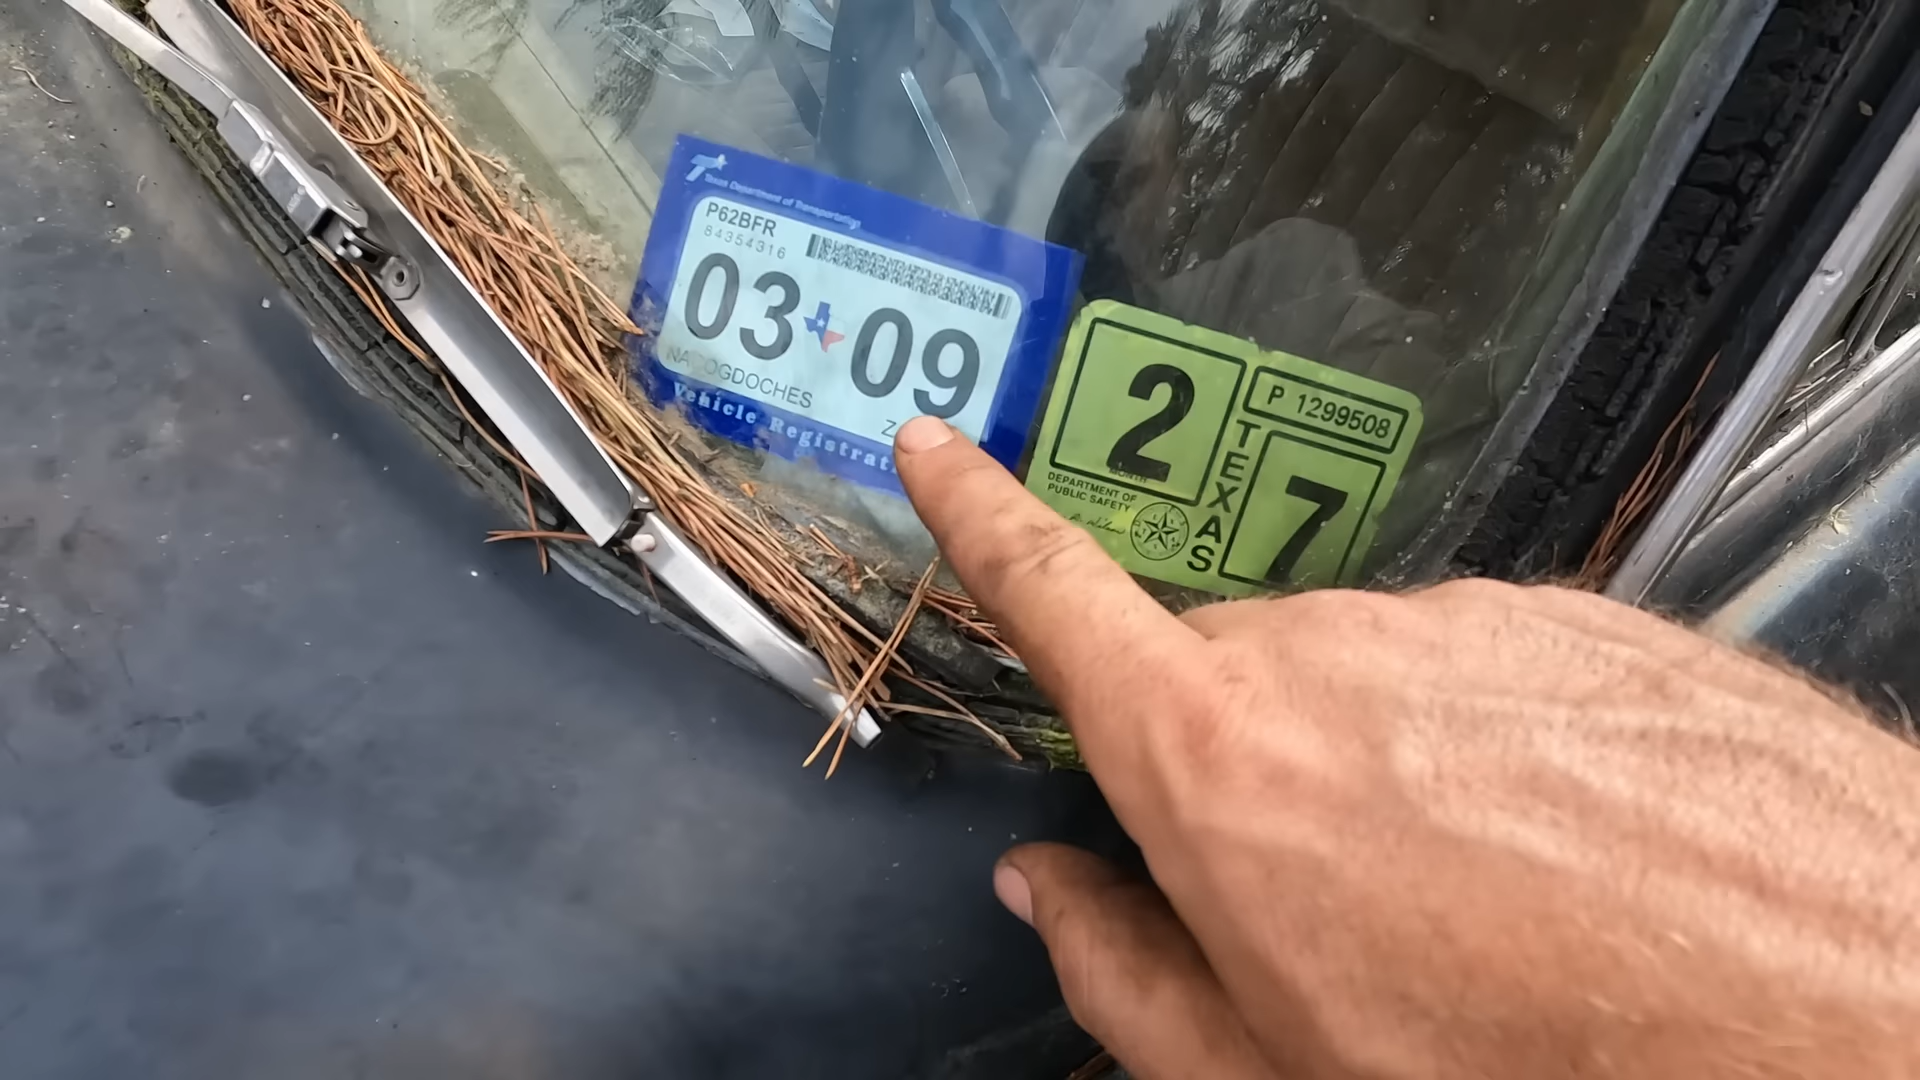 Texas Department of Transportation
P62BFR
84354316
03 09
NACOGDOCHES
Z
Vehicle Registrat
2
P 1299508
TEXAS
7
MONTH
DEPARTMENT OF
PUBLIC SAFETY